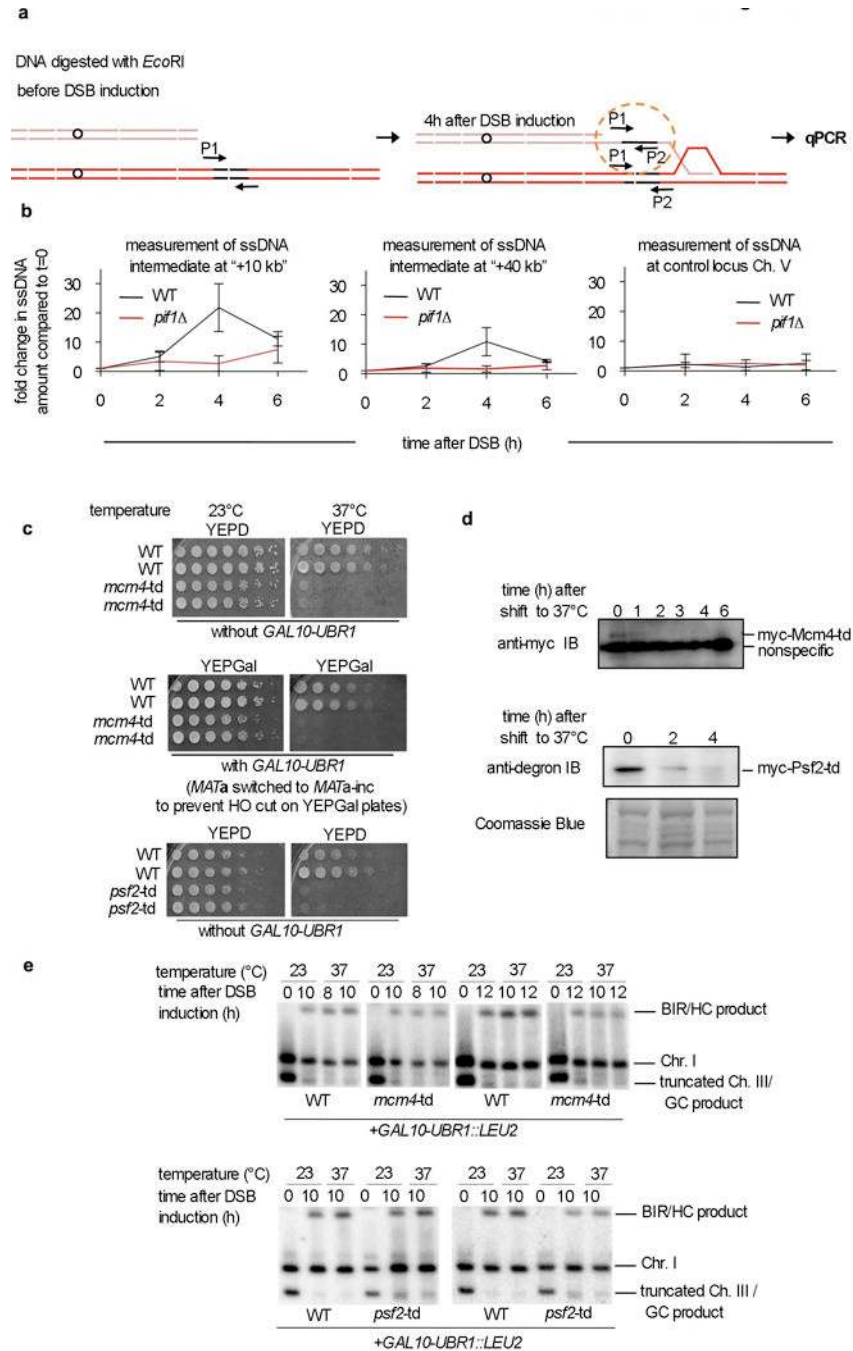 a
DNA digested with EcoRI
before DSB induction
P1
4h after DSB induction
P1
P2
P1
P2
qPCR
b
measurement of ssDNA
intermediate at "+10 kb"
measurement of ssDNA
intermediate at "+40 kb"
measurement of ssDNA
at control locus Ch. V
fold change in ssDNA
amount compared to t=0
30
20
10
0
WT
pif1Δ
0 2 4 6
30
20
10
0
WT
pif1Δ
0 2 4 6
30
20
10
0
WT
pif1Δ
0 2 4 6
time after DSB (h)
c
temperature 23°C 37°C
YEPD YEPD
WT
WT
mcm4-td
mcm4-td
without GAL10-UBR1
YEPGal YEPGal
WT
WT
mcm4-td
mcm4-td
with GAL10-UBR1
(MATa switched to MATa-inc
to prevent HO cut on YEPGal plates)
YEPD YEPD
WT
WT
psf2-td
psf2-td
without GAL10-UBR1
d
time (h) after
shift to 37°C 0 1 2 3 4 6
anti-myc IB
myc-Mcm4-td
nonspecific
time (h) after
shift to 37°C 0 2 4
anti-degron IB
myc-Psf2-td
Coomassie Blue
e
temperature (°C) 23 37 23 37 23 37 23 37
time after DSB 0 10 8 10 0 10 8 10 0 12 10 12 0 12 10 12
induction (h)
BIR/HC product
Chr. I
truncated Ch. III/
GC product
WT mcm4-td WT mcm4-td
+GAL10-UBR1::LEU2
temperature (°C) 23 37 23 37 23 37 23 37
time after DSB 0 10 10 0 10 10 0 10 10 0 10 10
induction (h)
BIR/HC product
Chr. I
truncated Ch. III /
GC product
WT psf2-td WT psf2-td
+GAL10-UBR1::LEU2